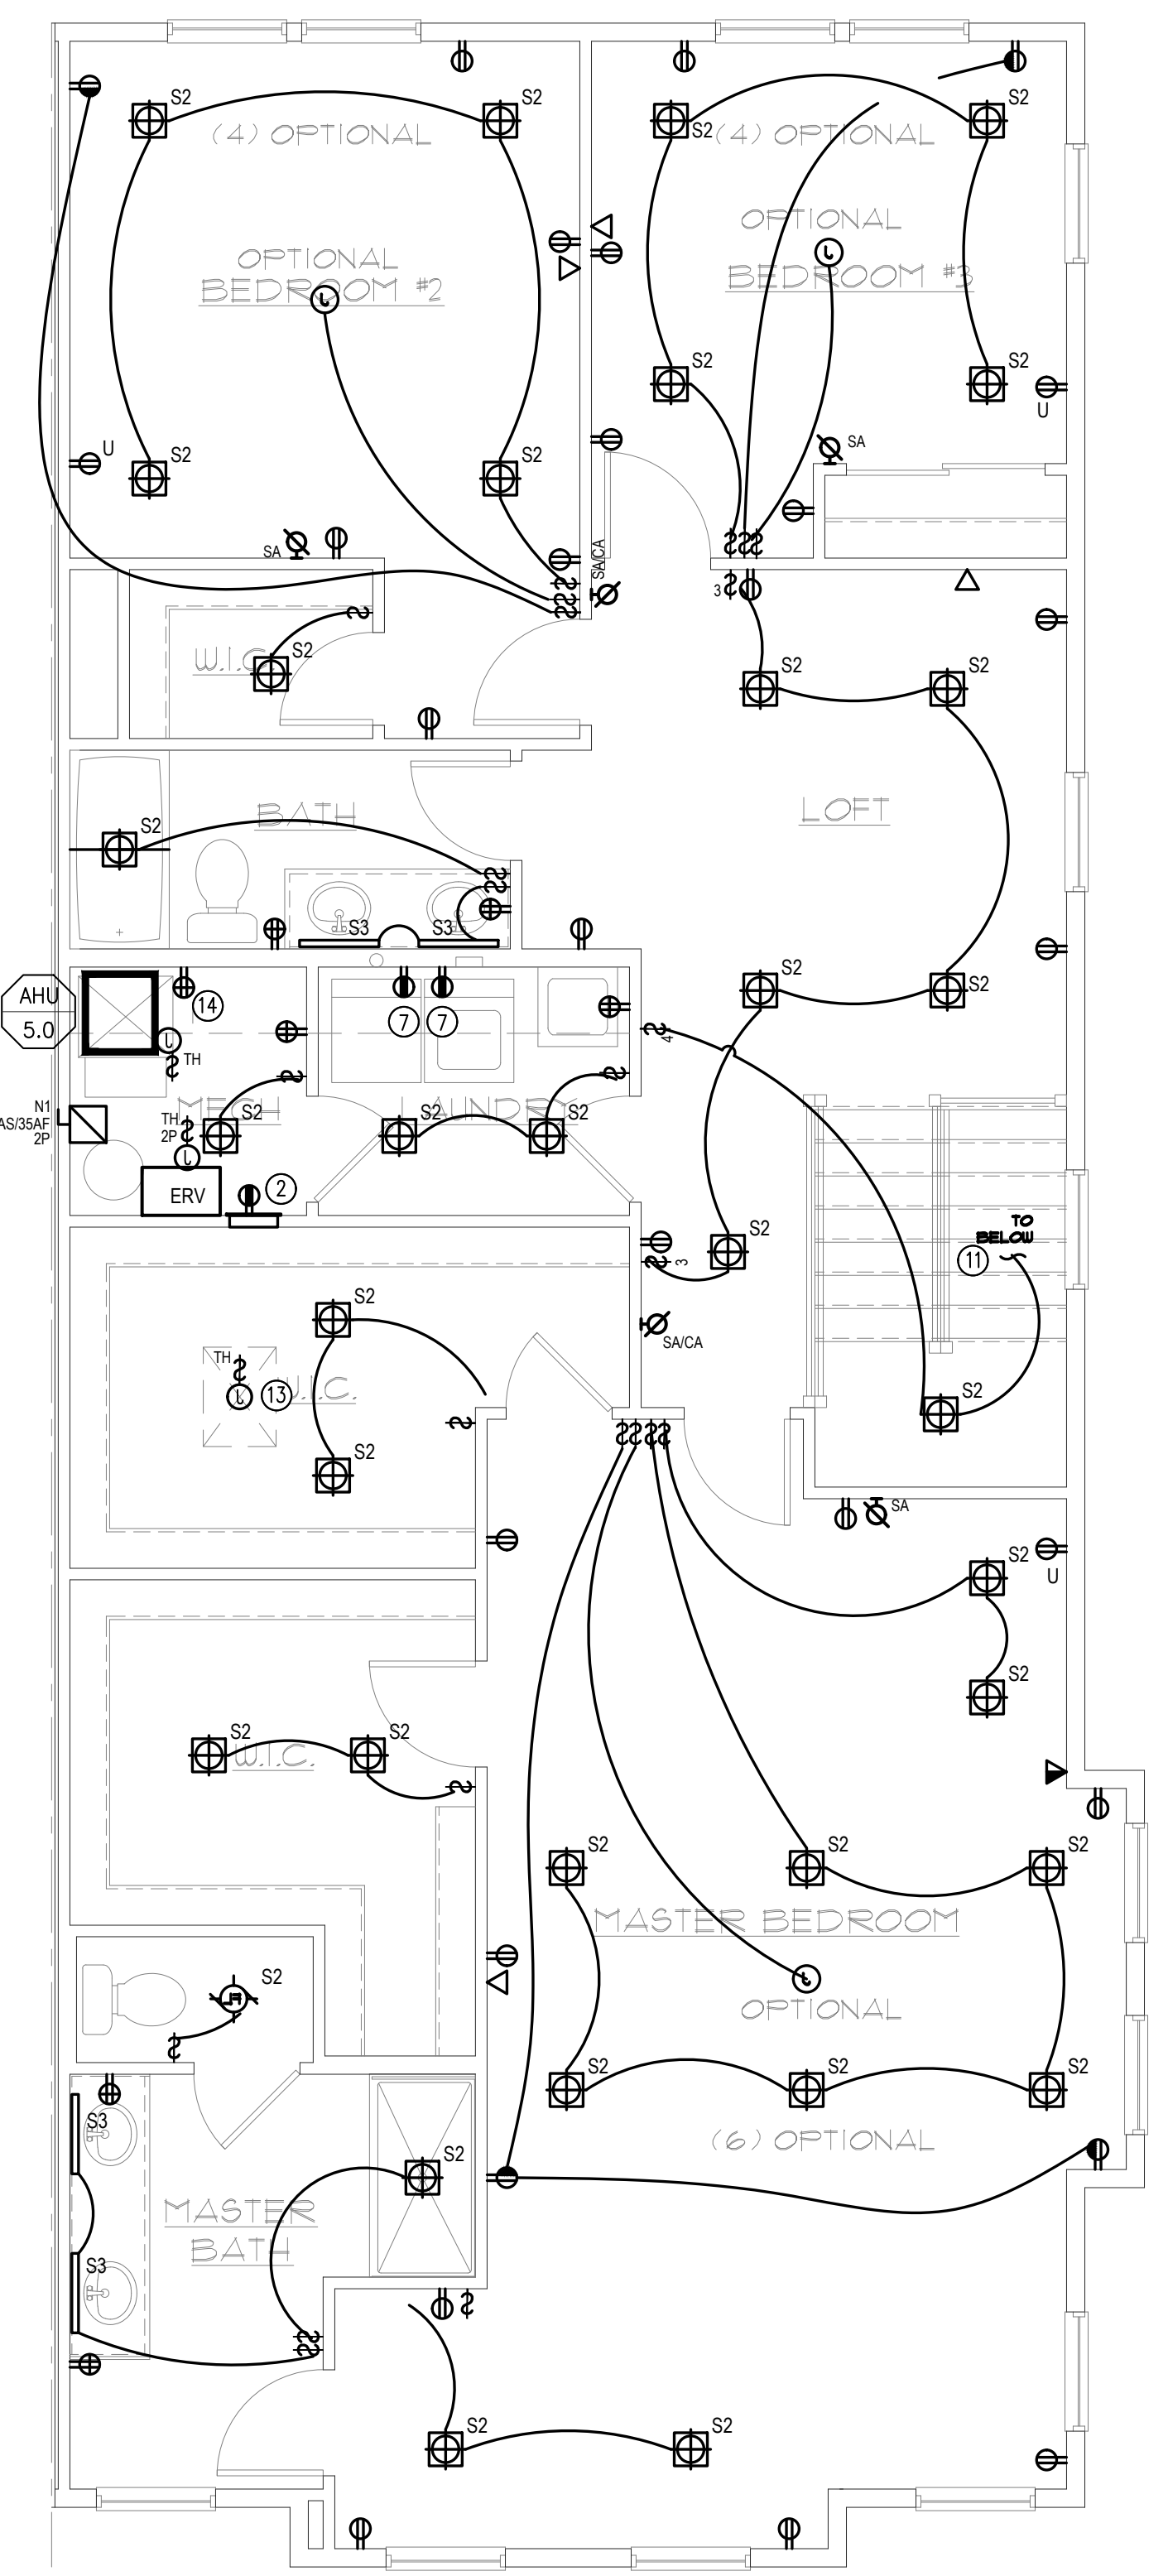 S2
S2
S2
S2
(4) OPTIONAL
(4) OPTIONAL
OPTIONAL
BEDROOM #2
OPTIONAL
BEDROOM #3
S2
S2
U
U
SA
S2
S2
U
SA
SA/CA
3
W.I.C.
S2
S2
S2
BATH
S2
LOFT
S3
S3
S2
S2
AHU
5.0
14
7
7
TH
4
N1
AS/35AF
2P
TH
2P
MECH
S2
LAUNDRY
S2
S2
ERV
2
TO
BELOW
11
S2
3
SA/CA
S2
TH
13
W.I.C.
S2
S2
SA
S2
U
S2
S2
W.I.C.
S2
S2
S2
S2
MASTER BEDROOM
OPTIONAL
S2
S2
S2
S2
(6) OPTIONAL
S3
S2
MASTER
BATH
S3
S2
S2